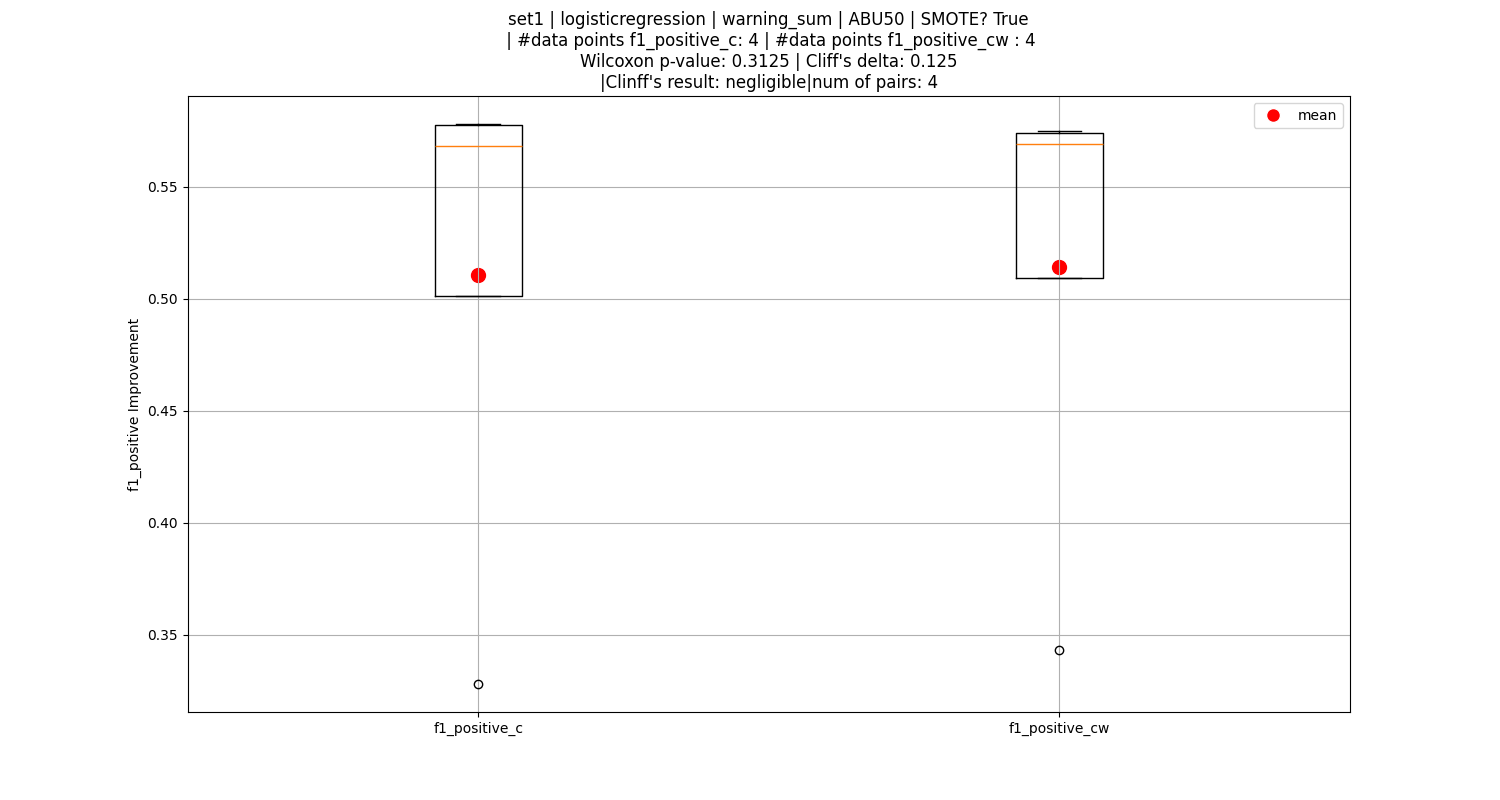 set1 | logisticregression | warning_sum | ABU50 | SMOTE? True
| #data points f1_positive_c: 4 | #data points f1_positive_cw : 4
Wilcoxon p-value: 0.3125 | Cliff's delta: 0.125
|Clinff's result: negligible|num of pairs: 4
mean
f1_positive Improvement
0.55
0.50
0.45
0.40
0.35
f1_positive_c
f1_positive_cw